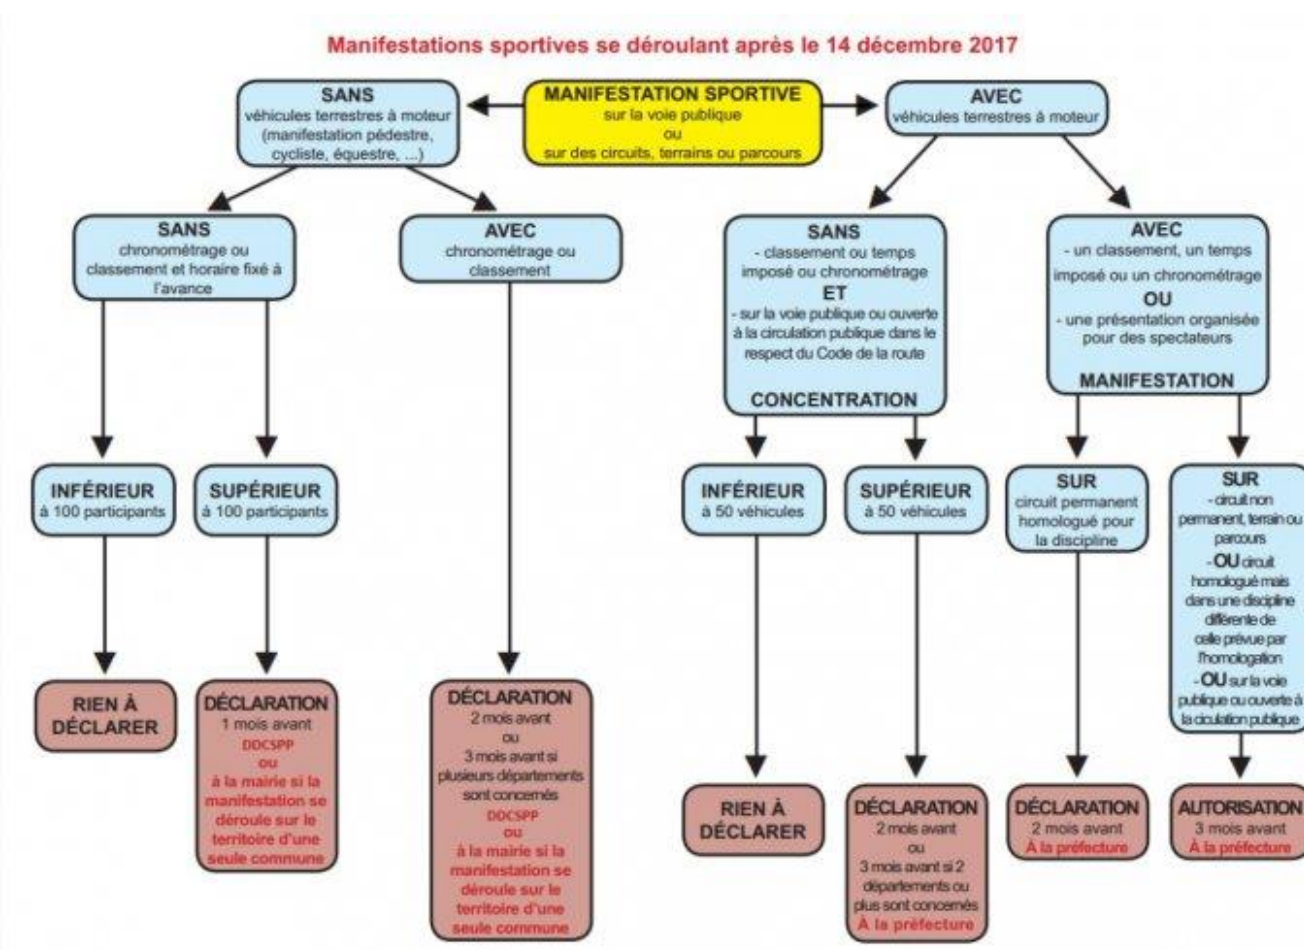 Manifestations sportives se déroulant après le 14 décembre 2017
SANS
véhicules terrestres à moteur
(manifestation pédestre,
cycliste, équestre, ...)
MANIFESTATION SPORTIVE
sur la voie publique
ou
sur des circuits, terrains ou parcours
AVEC
véhicules terrestres à moteur
SANS
chronométrage ou
classement et horaire fixé à
l'avance
AVEC
chronométrage ou
classement
SANS
- classement ou temps
imposé ou chronométrage
ET
- sur la voie publique ou ouverte
à la circulation publique dans le
respect du Code de la route
CONCENTRATION
AVEC
- un classement, un temps
imposé ou un chronométrage
OU
- une présentation organisée
pour des spectateurs
MANIFESTATION
INFÉRIEUR
à 100 participants
SUPÉRIEUR
à 100 participants
INFÉRIEUR
à 50 véhicules
SUPÉRIEUR
à 50 véhicules
SUR
circuit permanent
homologué pour
la discipline
SUR
- circuit non
permanent, terrain ou
parcours
- OU circuit
homologué mais
dans une discipline
différente de
celle prévue par
l'homologation
- OU sur la voie
publique ou ouverte à
la ciculation publique
RIEN À
DÉCLARER
DÉCLARATION
1 mois avant
DDCSPP
ou
à la mairie si la
manifestation se
déroule sur le
territoire d'une
seule commune
DÉCLARATION
2 mois avant
ou
3 mois avant si
plusieurs départements
sont concernés
DDCSPP
ou
à la mairie si la
manifestation se
déroule sur le
territoire d'une
seule commune
RIEN À
DÉCLARER
DÉCLARATION
2 mois avant
ou
3 mois avant si 2
départements ou
plus sont concernés
À la préfecture
DÉCLARATION
2 mois avant
À la préfecture
AUTORISATION
3 mois avant
À la préfecture